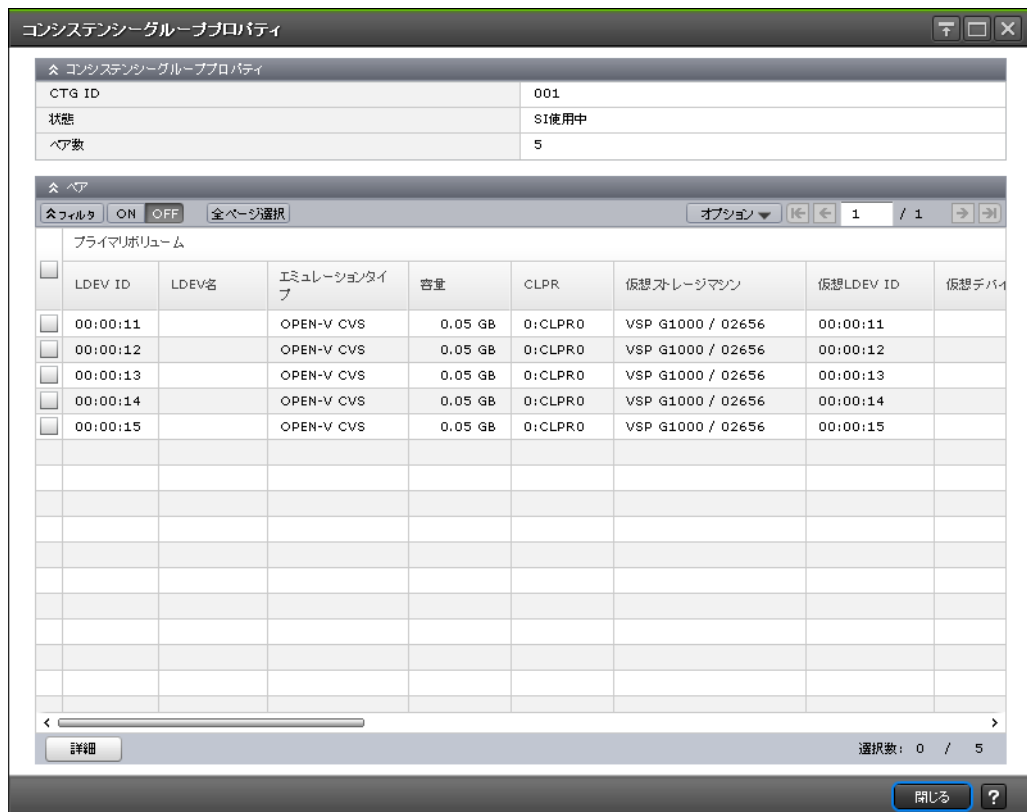 コンシステンシーグループプロパティ
コンシステンシーグループプロパティ
CTG ID 001
状態 SI使用中
ペア数 5
ペア
フィルタ ON OFF 全ページ選択 オプション 1 / 1
プライマリボリューム
LDEV ID LDEV名 エミュレーションタイプ 容量 CLPR 仮想ストレージマシン 仮想LDEV ID 仮想デバイ
00:00:11 OPEN-V CVS 0.05 GB 0:CLPR0 VSP G1000 / 02656 00:00:11
00:00:12 OPEN-V CVS 0.05 GB 0:CLPR0 VSP G1000 / 02656 00:00:12
00:00:13 OPEN-V CVS 0.05 GB 0:CLPR0 VSP G1000 / 02656 00:00:13
00:00:14 OPEN-V CVS 0.05 GB 0:CLPR0 VSP G1000 / 02656 00:00:14
00:00:15 OPEN-V CVS 0.05 GB 0:CLPR0 VSP G1000 / 02656 00:00:15
詳細 選択数: 0 / 5
閉じる ?